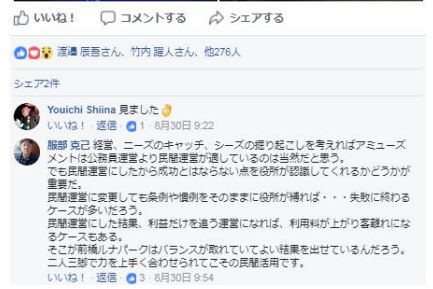 いいね！ コメントする シェアする
渡邉 辰吾さん、竹内 躍人さん、他276人
シェア2件
Youichi Shiina 見ました
いいね！ · 返信 · 1 · 8月30日 9:22
服部 克己 経営、ニーズのキャッチ、シーズの掘り起こしを考えればアミューズ
メントは公務員運営より民間運営が適しているのは当然だと思う。
でも民間運営にしたから成功とはならない点を役所が認識してくれるかどうかが
重要だ。
民間運営に変更しても条例や慣例をそのままに役所が縛れば・・・失敗に終わる
ケースが多いだろう。
民間運営にした結果、利益だけを追う運営になれば、利用料が上がり客離れにな
るケースもある。
そこが前橋ルナパークはバランスが取れていてよい結果を出せているんだろう。
二人三脚で力を上手く合わせられてこその民間活用です。
いいね！ · 返信 · 3 · 8月30日 9:54